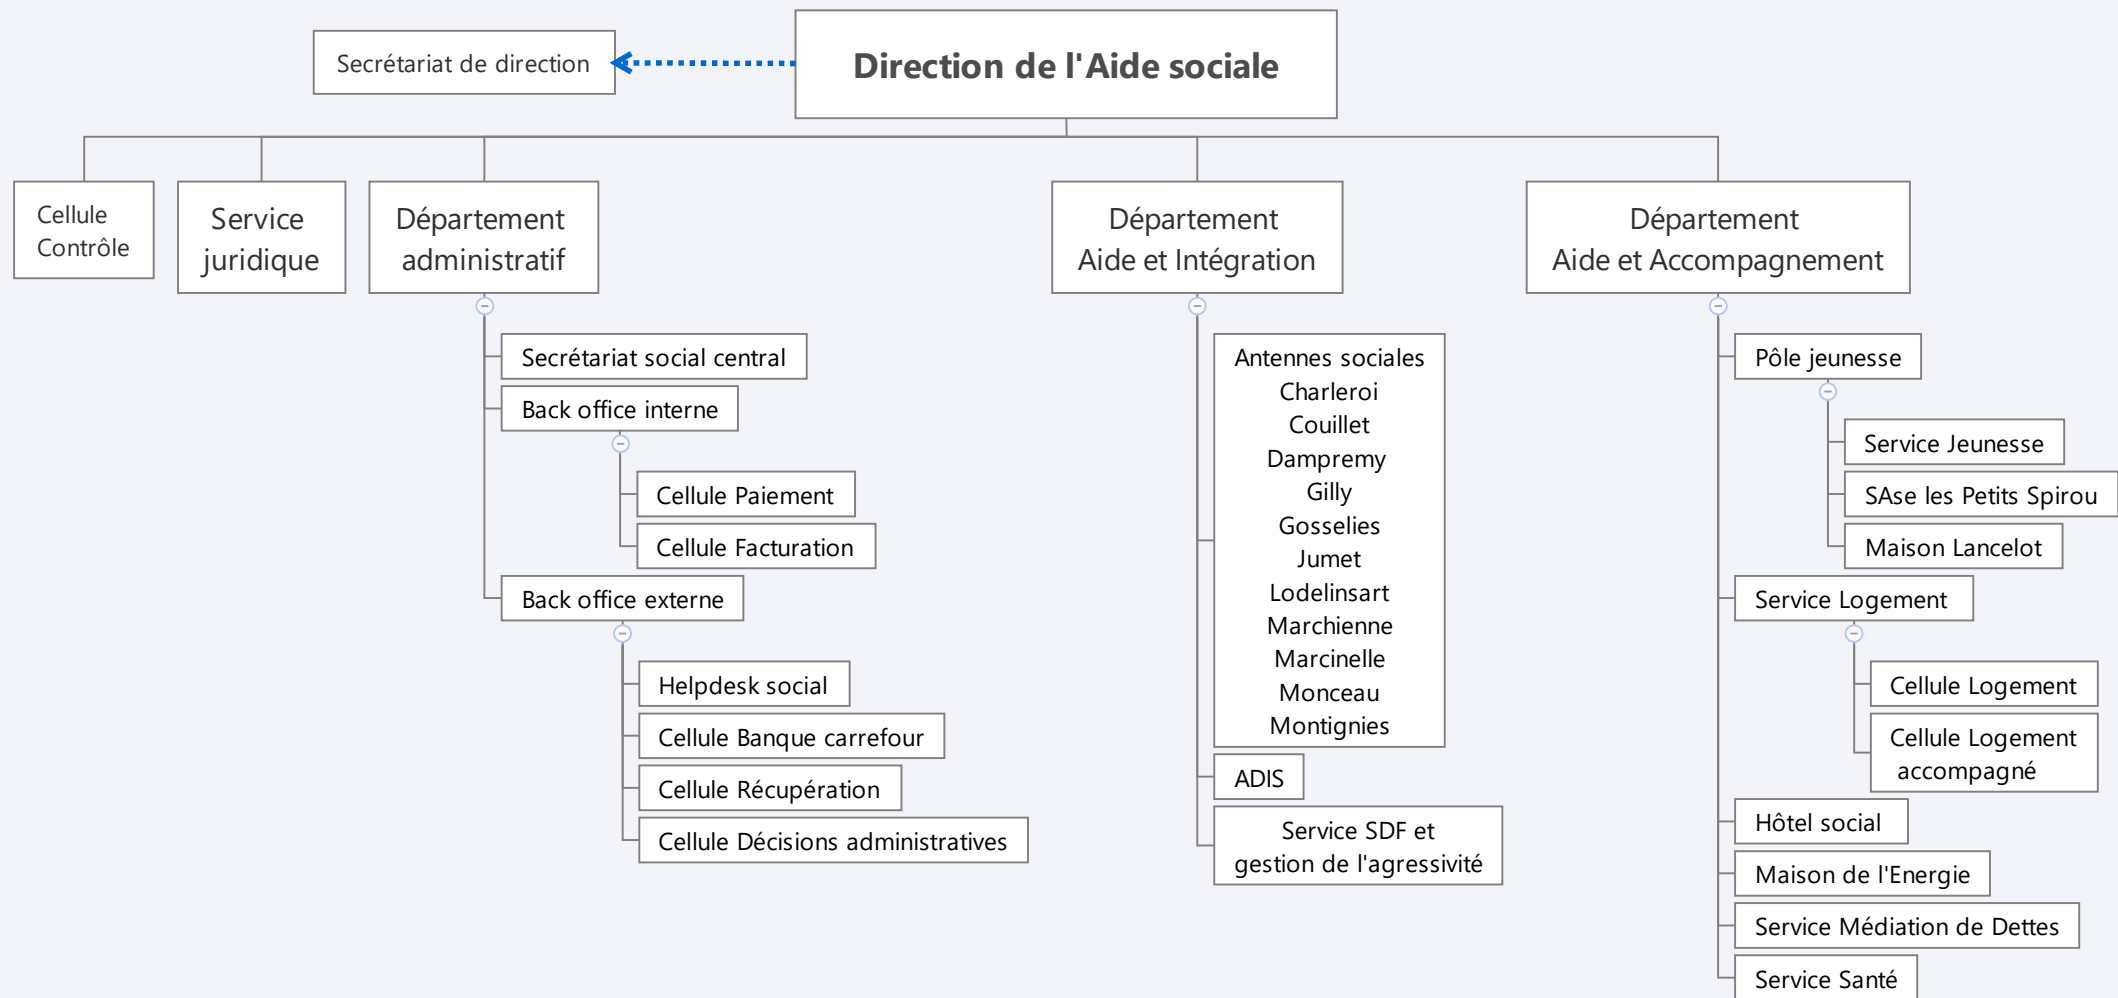 Secrétariat de direction
Direction de l'Aide sociale
Cellule
Contrôle
Service
juridique
Département
administratif
Secrétariat social central
Back office interne
Cellule Paiement
Cellule Facturation
Back office externe
Helpdesk social
Cellule Banque carrefour
Cellule Récupération
Cellule Décisions administratives
Département
Aide et Intégration
Antennes sociales
Charleroi
Couillet
Dampremy
Gilly
Gosselies
Jumet
Lodelinsart
Marchienne
Marcinelle
Monceau
Montignies
ADIS
Service SDF et
gestion de l'agressivité
Département
Aide et Accompagnement
Pôle jeunesse
Service Jeunesse
SAse les Petits Spirou
Maison Lancelot
Service Logement
Cellule Logement
Cellule Logement
accompagné
Hôtel social
Maison de l'Energie
Service Médiation de Dettes
Service Santé